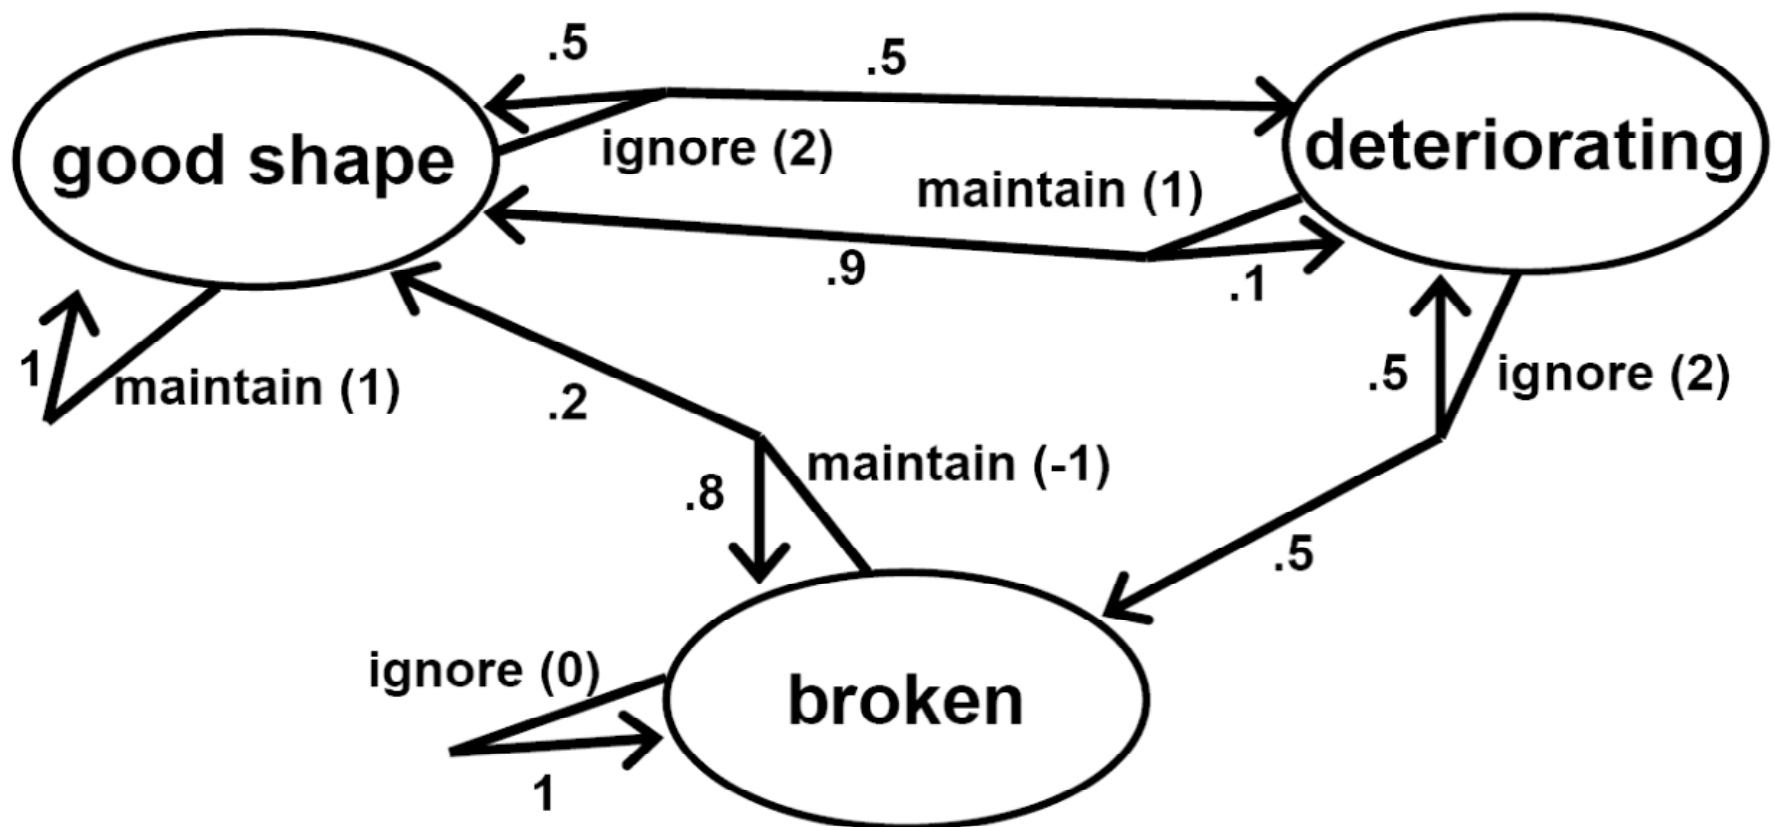 .5
.5
good shape
ignore (2)
deteriorating
maintain (1)
.9
.1
1
maintain (1)
.2
.5
ignore (2)
.8
maintain (-1)
.5
ignore (0)
broken
1